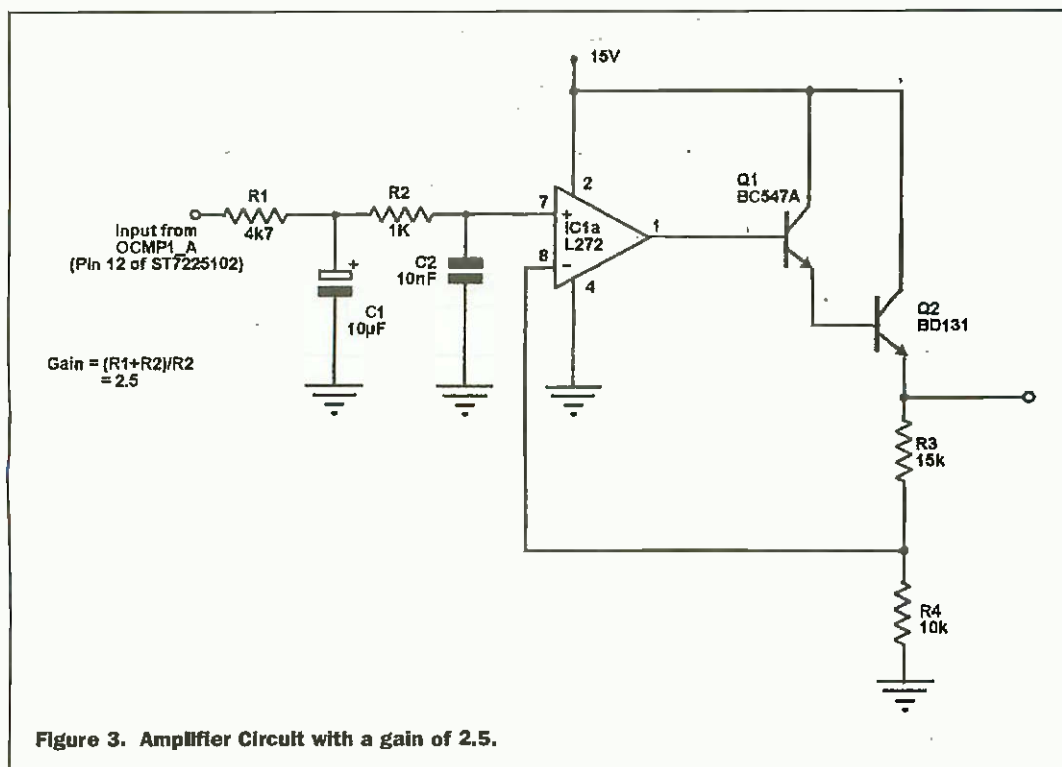 15V
R1
4k7
R2
1K
Input from
OCMP1_A
(Pin 12 of ST7225102)
+
C1
10µF
C2
10nF
Gain = (R1+R2)/R2
= 2.5
7
+
2
IC1a
L272
8
-
4
1
Q1
BC547A
Q2
BD131
R3
15k
R4
10k
Figure 3. Amplifier Circuit with a gain of 2.5.